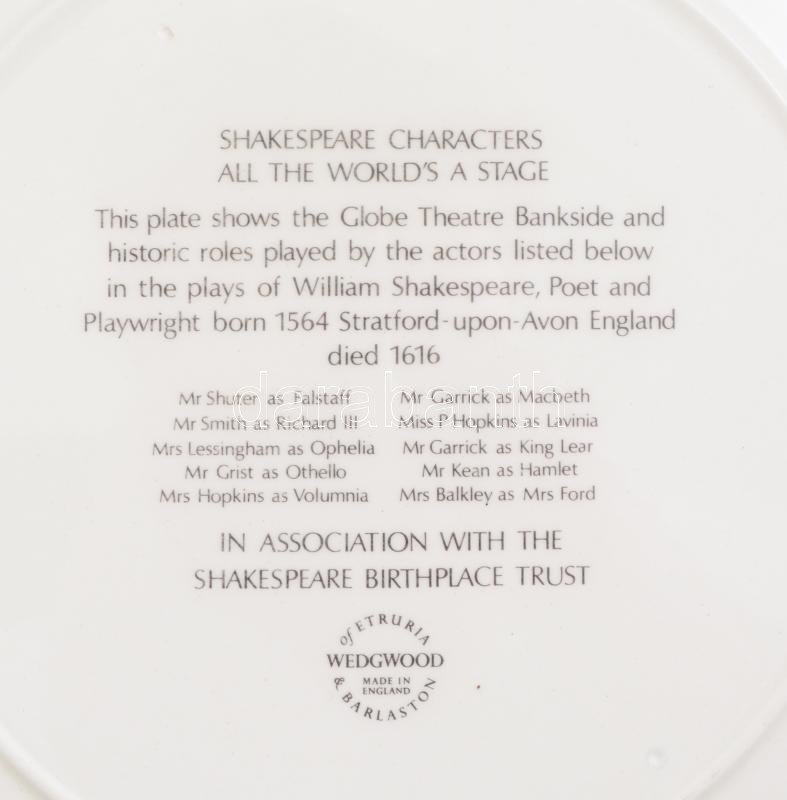 SHAKESPEARE CHARACTERS
ALL THE WORLD'S A STAGE
This plate shows the Globe Theatre Bankside and
historic roles played by the actors listed below
in the plays of William Shakespeare, Poet and
Playwright born 1564 Stratford-upon-Avon England
died 1616
darabanth
Mr Shuter as Falstaff Mr Garrick as Macbeth
Mr Smith as Richard III Miss P Hopkins as Lavinia
Mrs Lessingham as Ophelia Mr Garrick as King Lear
Mr Grist as Othello Mr Kean as Hamlet
Mrs Hopkins as Volumnia Mrs Balkley as Mrs Ford
IN ASSOCIATION WITH THE
SHAKESPEARE BIRTHPLACE TRUST
of ETRURIA
WEDGWOOD
MADE IN
ENGLAND
& BARLASTON